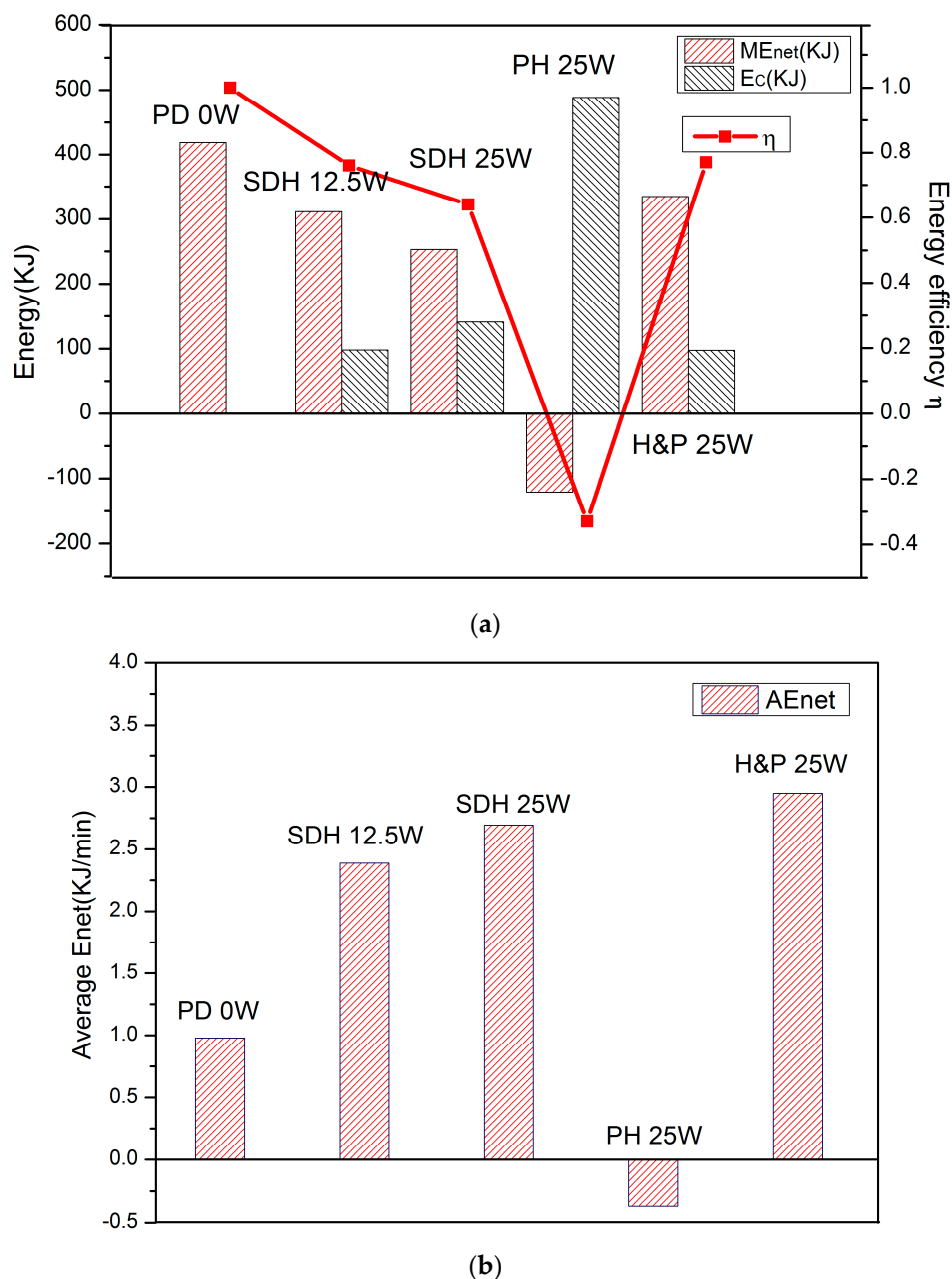 600
500
400
300
200
100
0
-100
-200
Energy(KJ)
PD 0W
SDH 12.5W
SDH 25W
PH 25W
H&P 25W
MEnet(KJ)
EC(KJ)
η
1.0
0.8
0.6
0.4
0.2
0.0
-0.2
-0.4
Energy efficiency η
(a)
4.0
3.5
3.0
2.5
2.0
1.5
1.0
0.5
0.0
-0.5
Average Enet(KJ/min)
PD 0W
SDH 12.5W
SDH 25W
PH 25W
H&P 25W
AEnet
(b)